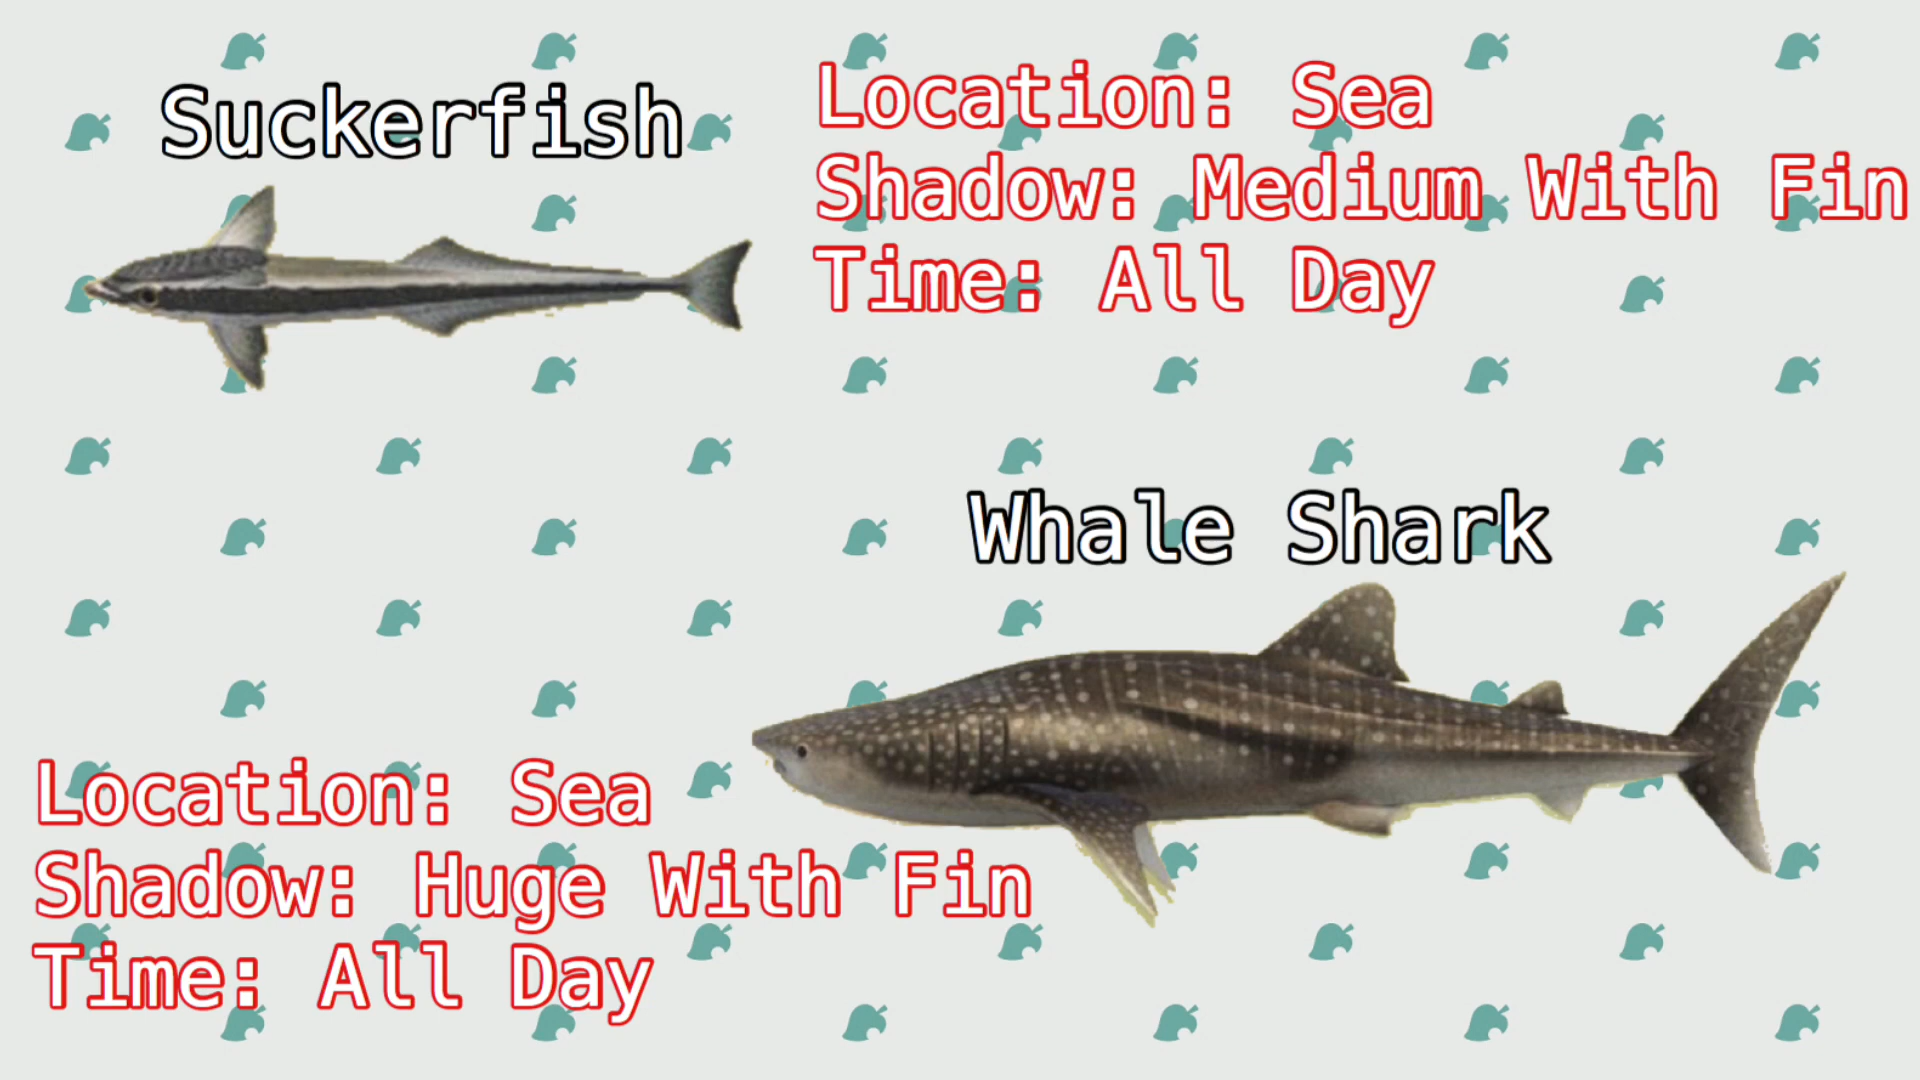 Suckerfish
Location: Sea
Shadow: Medium With Fin
Time: All Day
Whale Shark
Location: Sea
Shadow: Huge With Fin
Time: All Day